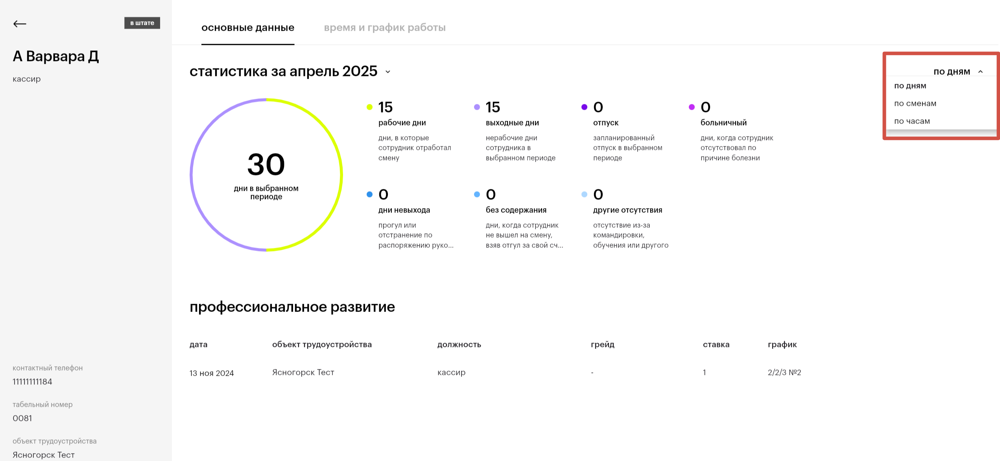 в штате
А Варвара Д
кассир
контактный телефон
11111111184
табельный номер
0081
объект трудоустройства
Ясногорск Тест
основные данные
время и график работы
статистика за апрель 2025
по дням
по дням
по сменам
по часам
30
дни в выбранном
периоде
15
рабочие дни
дни, в которые
сотрудник отработал
смену
15
выходные дни
нерабочие дни
сотрудника в
выбранном периоде
0
отпуск
запланированный
отпуск в выбранном
периоде
0
больничный
дни, когда сотрудник
отсутствовал по
причине болезни
0
дни невыхода
прогул или
отстранение по
распоряжению руко...
0
без содержания
дни, когда сотрудник
не вышел на смену,
взяв отгул за свой сч...
0
другие отсутствия
отсутствие из-за
командировки,
обучения или другого
профессиональное развитие
дата объект трудоустройства должность грейд ставка график
13 ноя 2024 Ясногорск Тест кассир - 1 2/2/3 №2